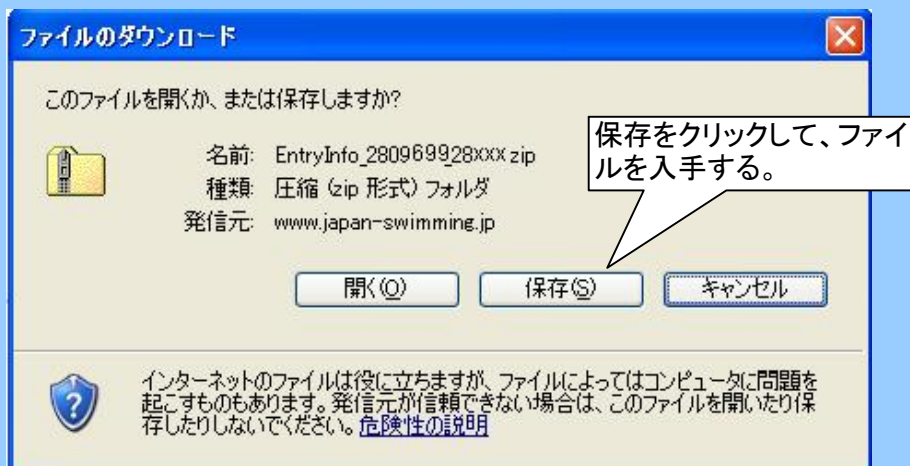 ファイルのダウンロード
このファイルを開くか、または保存しますか?
保存をクリックして、ファイ
ルを入手する。
名前: EntryInfo_280969928xxx.zip
種類: 圧縮 (zip 形式) フォルダ
発信元: www.japan-swimming.jp
開く(O)
保存(S)
キャンセル
インターネットのファイルは役に立ちますが、ファイルによってはコンピュータに問題を
起こすものもあります。発信元が信頼できない場合は、このファイルを開いたり保
存したりしないでください。危険性の説明